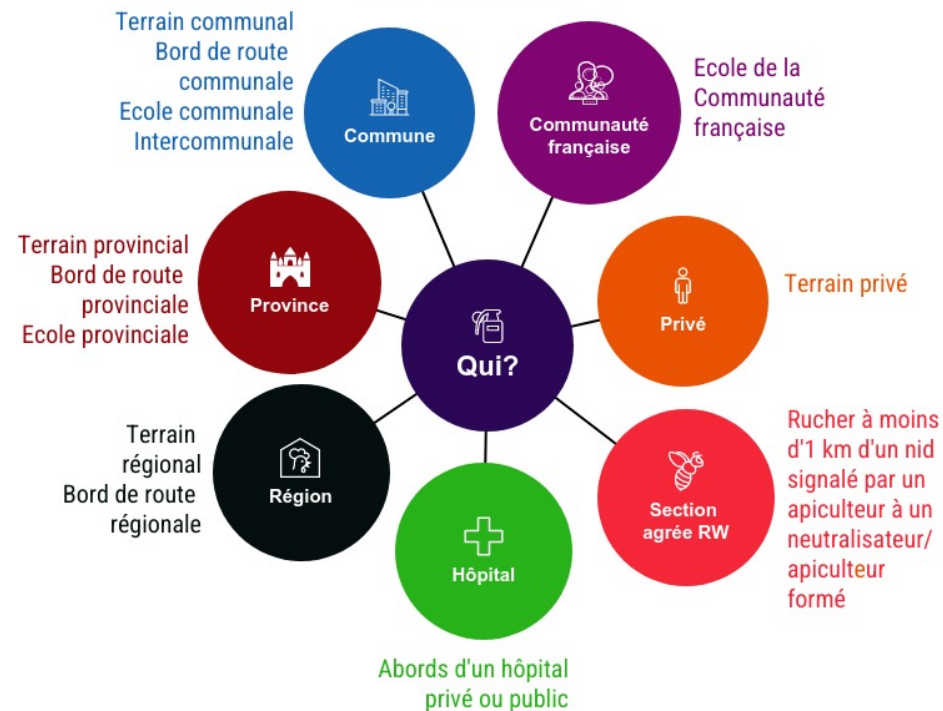 Terrain communal
Bord de route
communale
Ecole communale
Intercommunale
Commune
Communauté
française
Ecole de la
Communauté
française
Terrain provincial
Bord de route
provinciale
Ecole provinciale
Province
Qui?
Privé
Terrain privé
Terrain
régional
Bord de route
régionale
Région
Hôpital
Abords d'un hôpital
privé ou public
Section
agrée RW
Rucher à moins
d'1 km d'un nid
signalé par un
apiculteur à un
neutralisateur/
apiculteur
formé